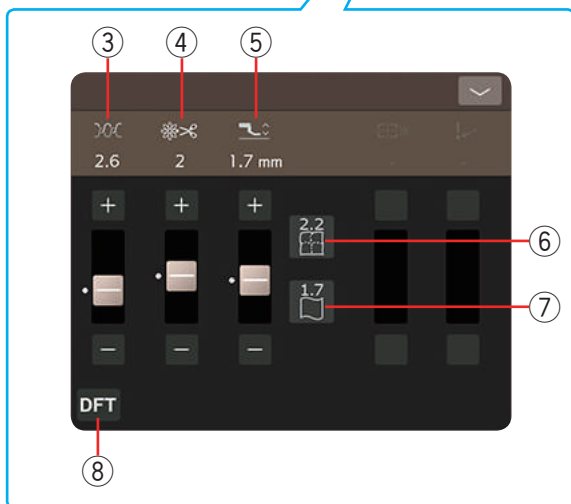 ③ ④ ⑤
2.6 2 1.7 mm
+ + +
2.2
⑥
1.7
⑦
− − −
DFT
⑧